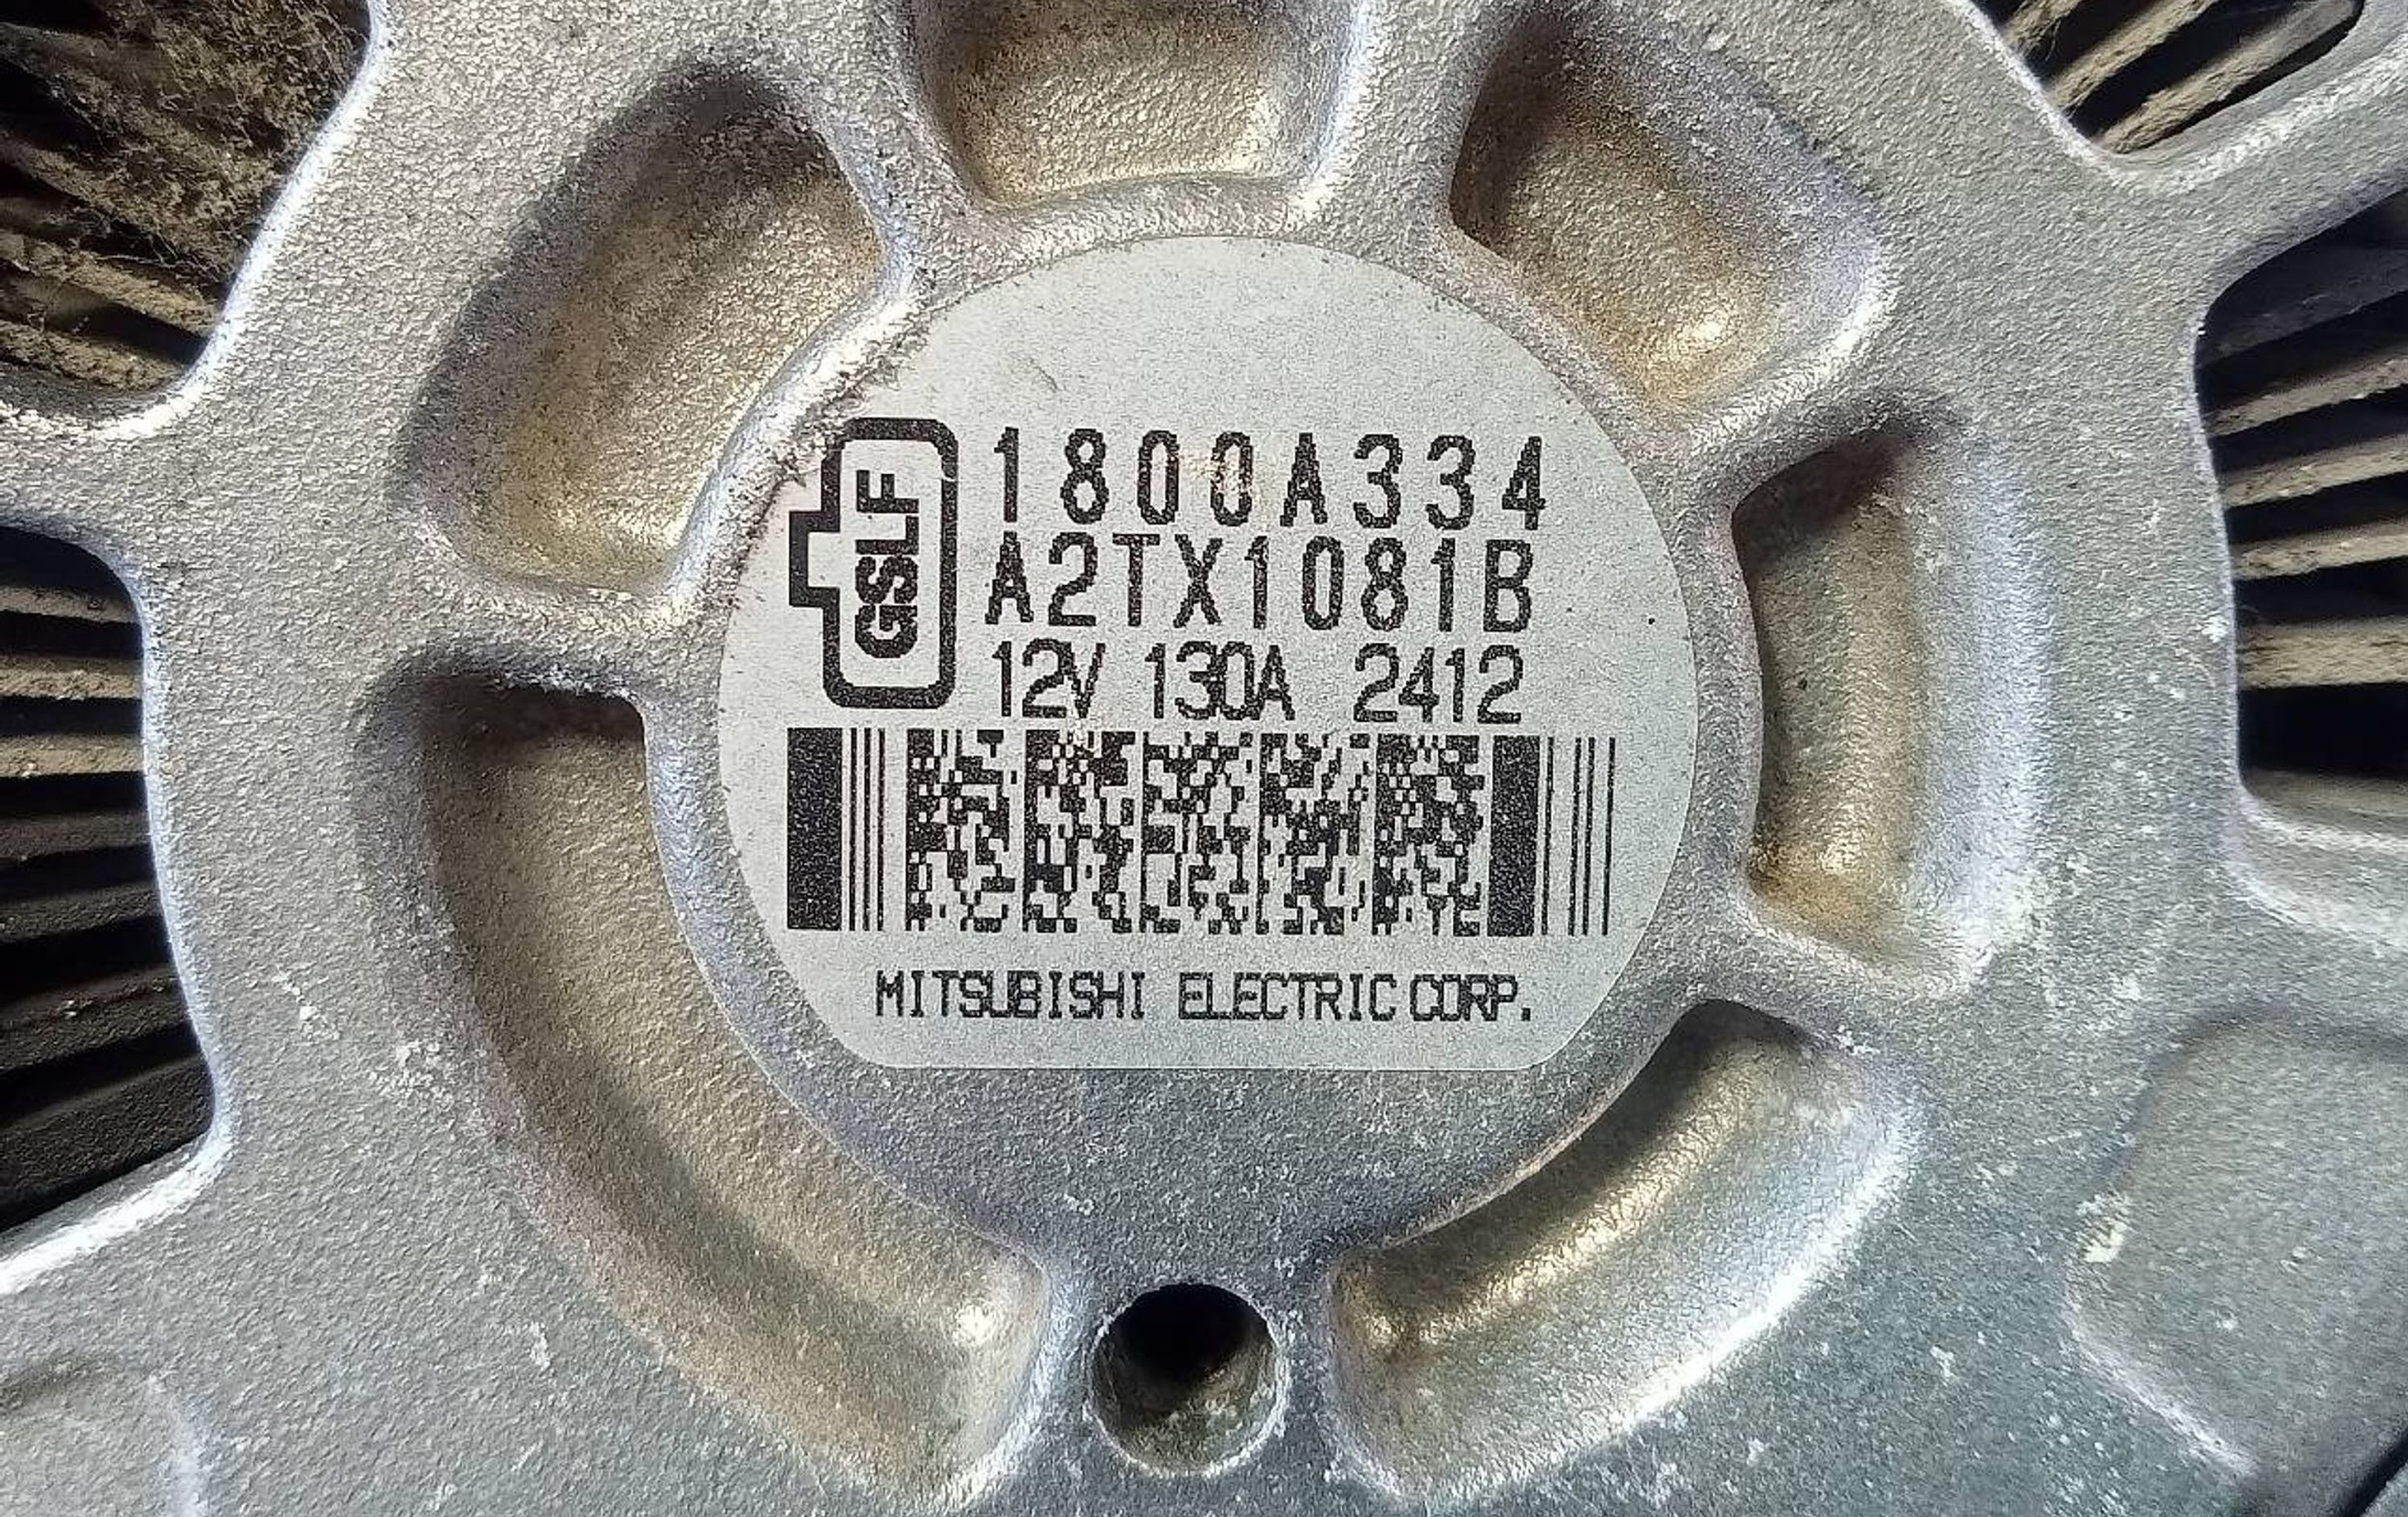 GSLF
1800A334
A2TX1081B
12V 130A 2412
MITSUBISHI ELECTRIC CORP.